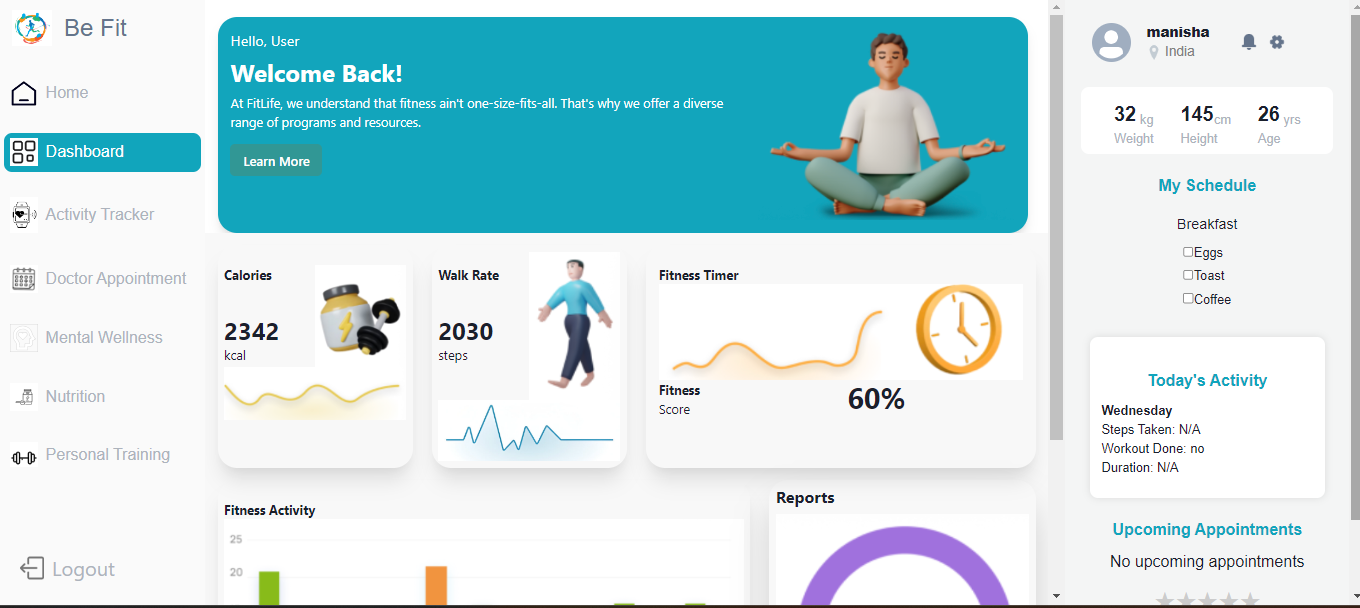 Be Fit
Home
Dashboard
Activity Tracker
Doctor Appointment
Mental Wellness
Nutrition
Personal Training
Logout
Hello, User
Welcome Back!
At FitLife, we understand that fitness ain't one-size-fits-all. That's why we offer a diverse
range of programs and resources.
Learn More
Calories
2342
kcal
Walk Rate
2030
steps
Fitness Timer
Fitness
Score
60%
Fitness Activity
25
20
Reports
manisha
India
32 kg
Weight
145cm
Height
26 yrs
Age
My Schedule
Breakfast
Eggs
Toast
Coffee
Today's Activity
Wednesday
Steps Taken: N/A
Workout Done: no
Duration: N/A
Upcoming Appointments
No upcoming appointments